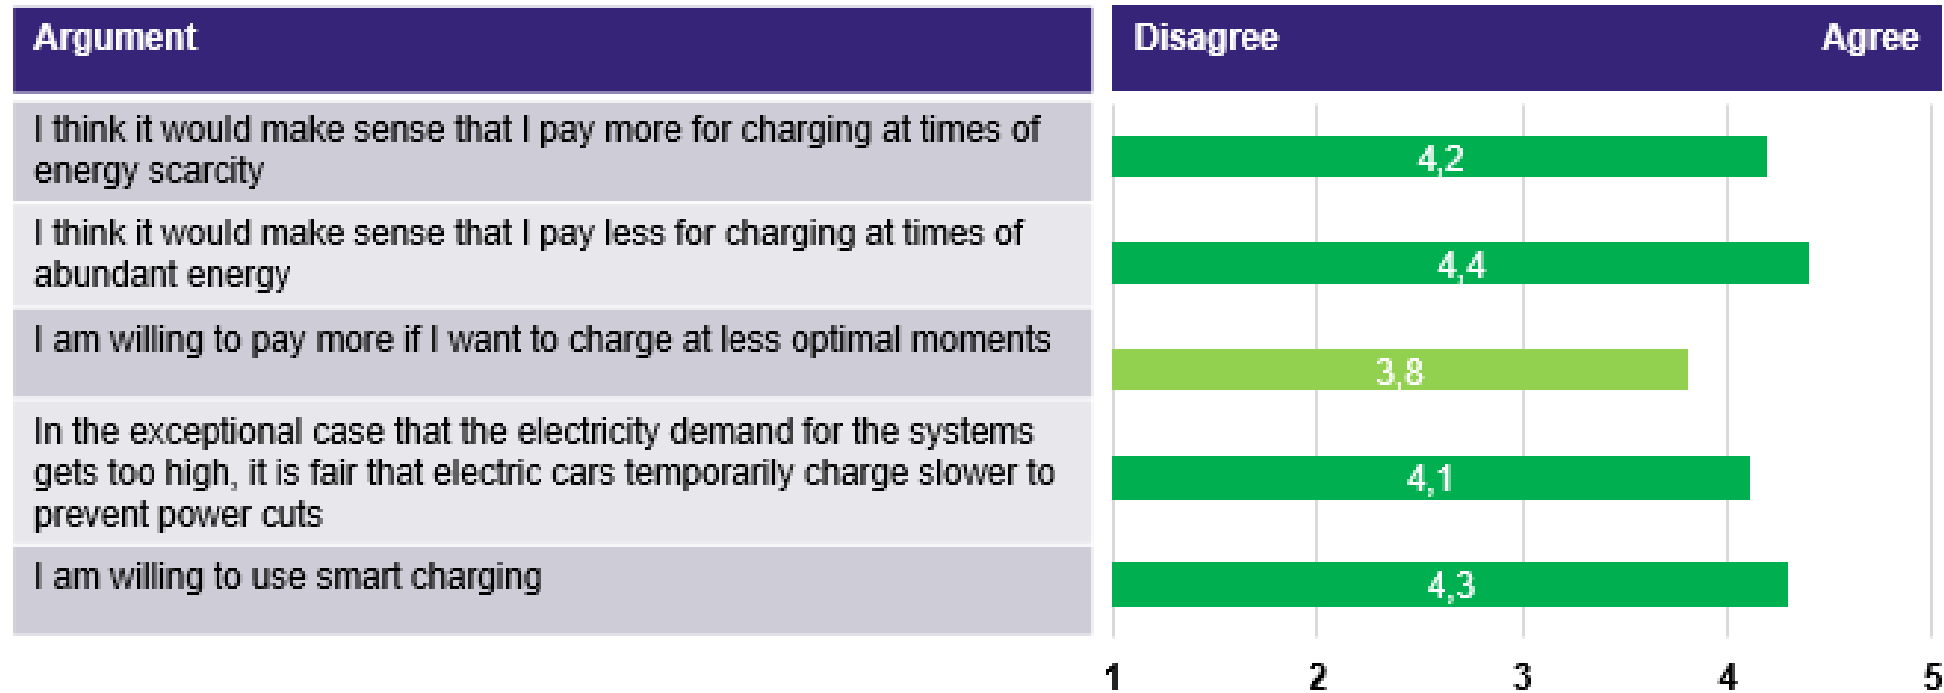 Argument
Disagree Agree
I think it would make sense that I pay more for charging at times of
energy scarcity
4,2
I think it would make sense that I pay less for charging at times of
abundant energy
4,4
I am willing to pay more if I want to charge at less optimal moments
3,8
In the exceptional case that the electricity demand for the systems
gets too high, it is fair that electric cars temporarily charge slower to
prevent power cuts
4,1
I am willing to use smart charging
4,3
1 2 3 4 5